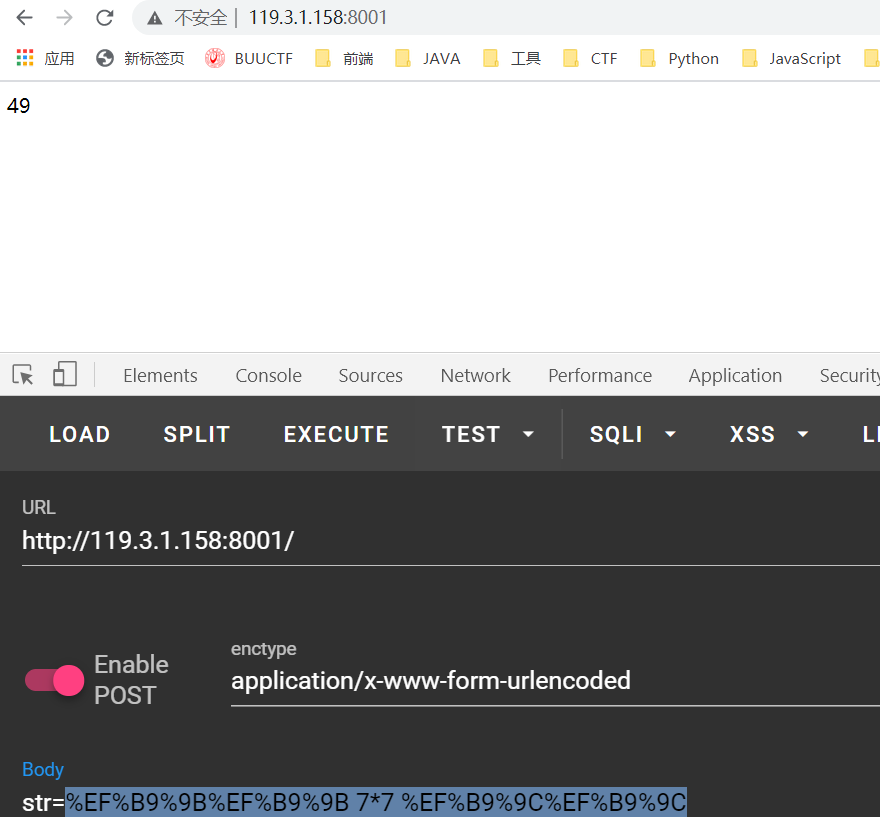 不安全 | 119.3.1.158:8001
应用 新标签页 BUUCTF 前端 JAVA 工具 CTF Python JavaScript
49
Elements Console Sources Network Performance Application Security
LOAD SPLIT EXECUTE TEST SQLI XSS L
URL
http://119.3.1.158:8001/
Enable
POST
enctype
application/x-www-form-urlencoded
Body
str=%EF%B9%9B%EF%B9%9B 7*7 %EF%B9%9C%EF%B9%9C